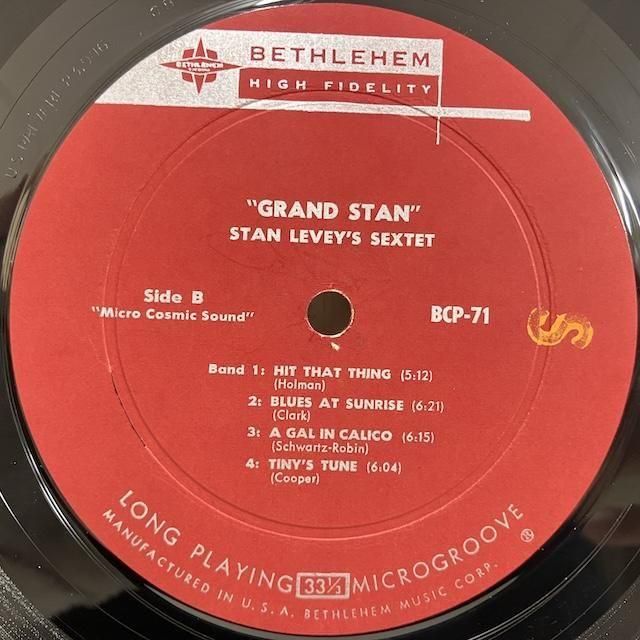 BETHLEHEM
BETHLEHEM
HIGH FIDELITY
"GRAND STAN"
STAN LEVEY'S SEXTET
Side B
"Micro Cosmic Sound"
BCP-71
S
Band 1: HIT THAT THING (5:12)
(Holman)
2: BLUES AT SUNRISE (6:21)
(Clark)
3: A GAL IN CALICO (6:15)
(Schwartz-Robin)
4: TINY'S TUNE (6:04)
(Cooper)
LONG PLAYING 33⅓ MICROGROOVE ®
MANUFACTURED IN U.S.A. BETHLEHEM MUSIC CORP.